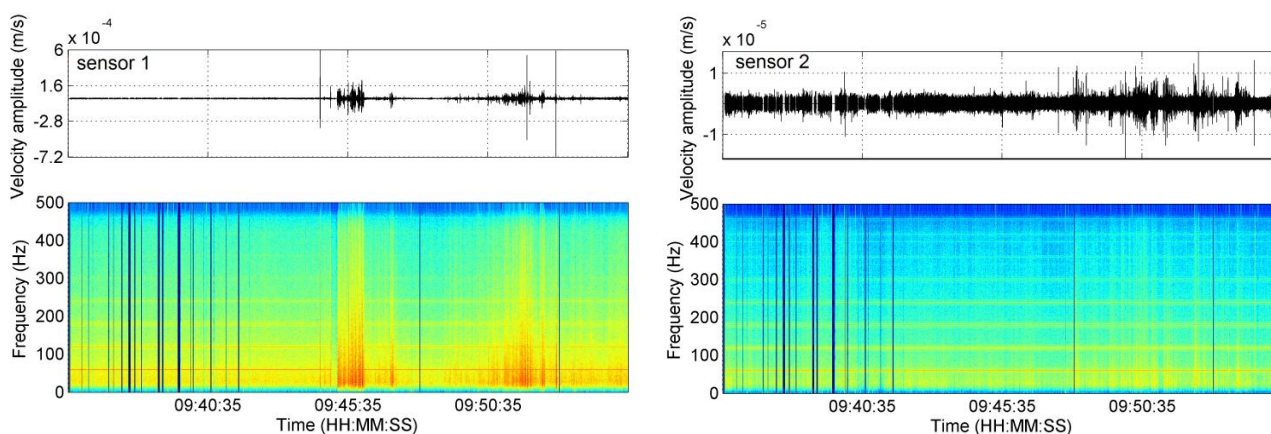 x 10 -4
Velocity amplitude (m/s)
6
1.6
-2.8
-7.2
sensor 1
Frequency (Hz)
500
400
300
200
100
0
09:40:35 09:45:35 09:50:35
Time (HH:MM:SS)
x 10 -5
Velocity amplitude (m/s)
1
-1
sensor 2
Frequency (Hz)
500
400
300
200
100
0
09:40:35 09:45:35 09:50:35
Time (HH:MM:SS)